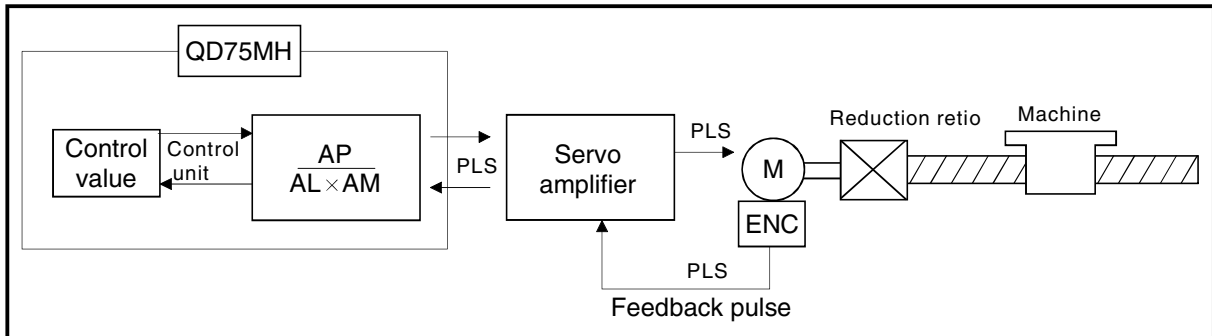 QD75MH
Control
value
Control
unit
AP
AL × AM
PLS
Servo
amplifier
PLS
M
ENC
Reduction retio
Machine
PLS
Feedback pulse